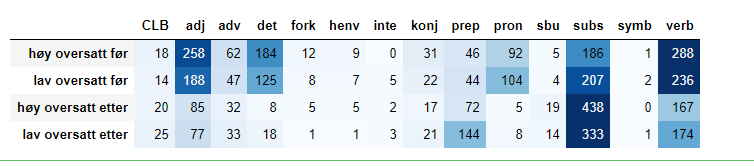 CLB adj adv det fork henv inte konj prep pron sbu subs symb verb
høy oversatt før 18 258 62 184 12 9 0 31 46 92 5 186 1 288
lav oversatt før 14 188 47 125 8 7 5 22 44 104 4 207 2 236
høy oversatt etter 20 85 32 8 5 5 2 17 72 5 19 438 0 167
lav oversatt etter 25 77 33 18 1 1 3 21 144 8 14 333 1 174